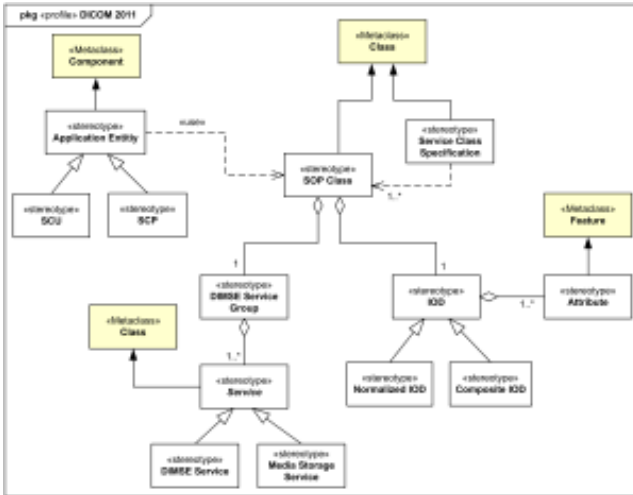 pkg «profile» DICOM 2011
«Metaclass»
Component
«Metaclass»
Class
«stereotype»
Application Entitiy
«use»
«stereotype»
Service Class
Specification
«stereotype»
SOP Class
1..*
«stereotype»
SCU
«stereotype»
SCP
«Metaclass»
Feature
1
1
«stereotype»
DIMSE Service
Group
«stereotype»
IOD
1..*
«stereotype»
Attribute
«Metaclass»
Class
1..*
«stereotype»
Service
«stereotype»
Normalized IOD
«stereotype»
Composite IOD
«stereotype»
DIMSE Service
«stereotype»
Media Storage
Service